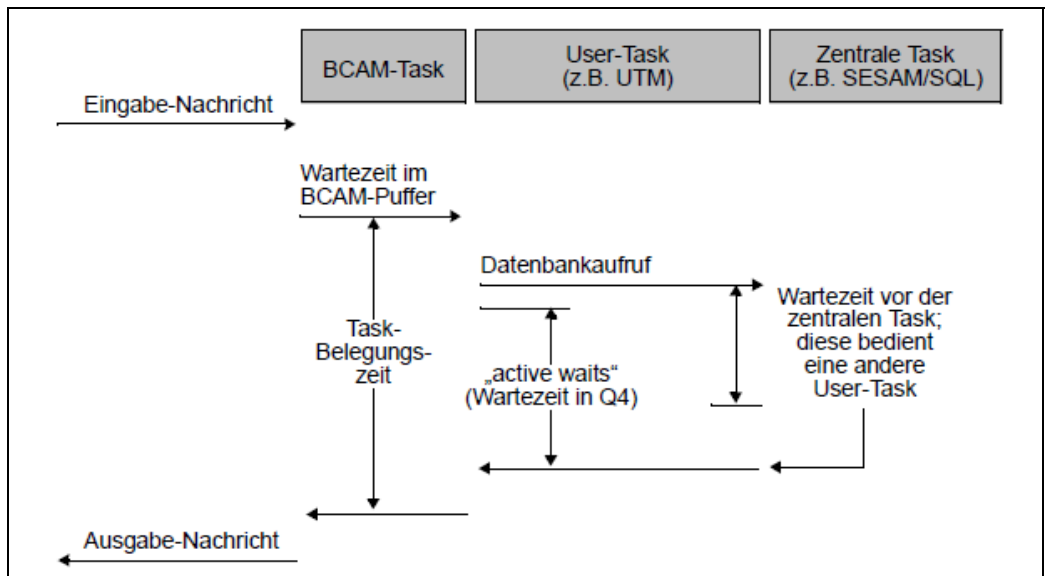 BCAM-Task
User-Task
(z.B. UTM)
Zentrale Task
(z.B. SESAM/SQL)
Eingabe-Nachricht
Wartezeit im
BCAM-Puffer
Datenbankaufruf
Wartezeit vor der
zentralen Task;
diese bedient
eine andere
User-Task
Task-
Belegungs-
zeit
„active waits“
(Wartezeit in Q4)
Ausgabe-Nachricht